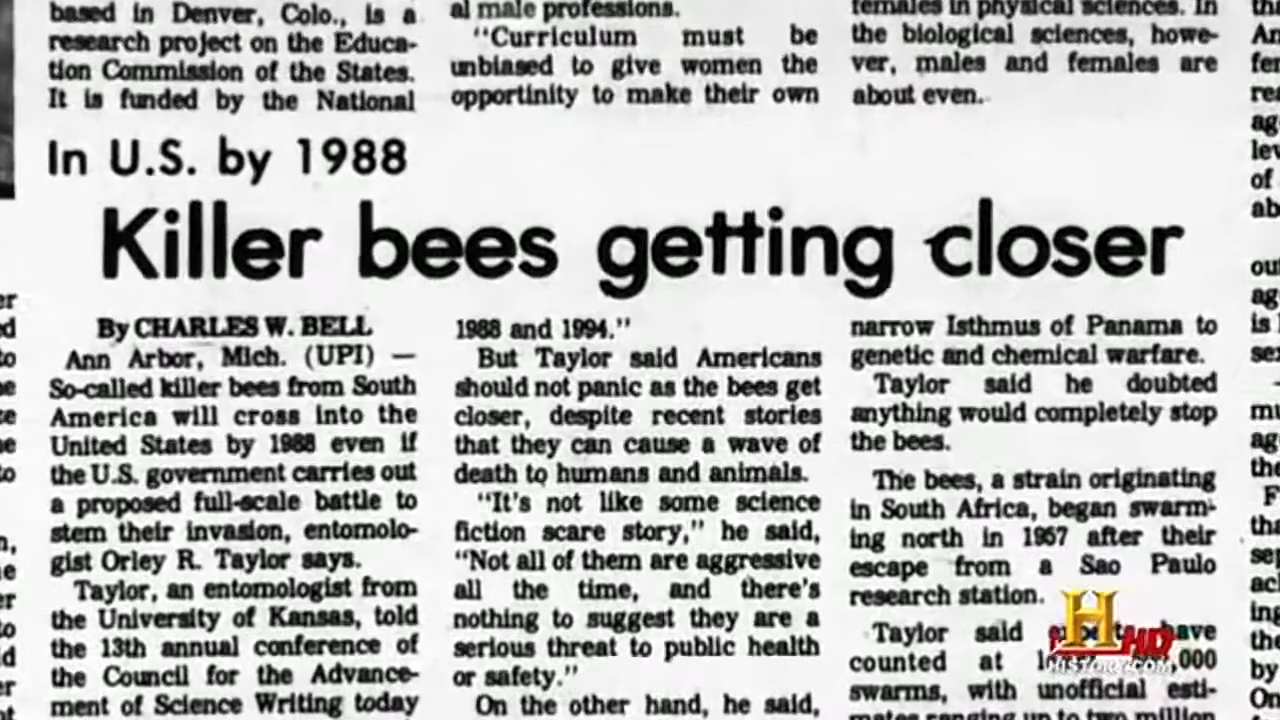 based in Denver, Colo., is a
research project on the Educa-
tion Commission of the States.
It is funded by the National
al male professions.
"Curriculum must be
unbiased to give women the
opportunity to make their own
females in physical sciences. In
the biological sciences, howe-
ver, males and females are
about even.
In U.S. by 1988
Killer bees getting closer
By CHARLES W. BELL
Ann Arbor, Mich. (UPI) —
So-called killer bees from South
America will cross into the
United States by 1988 even if
the U.S. government carries out
a proposed full-scale battle to
stem their invasion, entomolo-
gist Orley R. Taylor says.
Taylor, an entomologist from
the University of Kansas, told
the 13th annual conference of
the Council for the Advance-
ment of Science Writing today
1988 and 1994."
But Taylor said Americans
should not panic as the bees get
closer, despite recent stories
that they can cause a wave of
death to humans and animals.
"It's not like some science
fiction scare story," he said,
"Not all of them are aggressive
all the time, and there's
nothing to suggest they are a
serious threat to public health
or safety."
On the other hand, he said,
narrow Isthmus of Panama to
genetic and chemical warfare.
Taylor said he doubted
anything would completely stop
the bees.
The bees, a strain originating
in South Africa, began swarm-
ing north in 1957 after their
escape from a Sao Paulo
research station.
Taylor said have
counted at 000
swarms, with unofficial esti-
mates ranging up to two million
H HD
HISTORY.COM